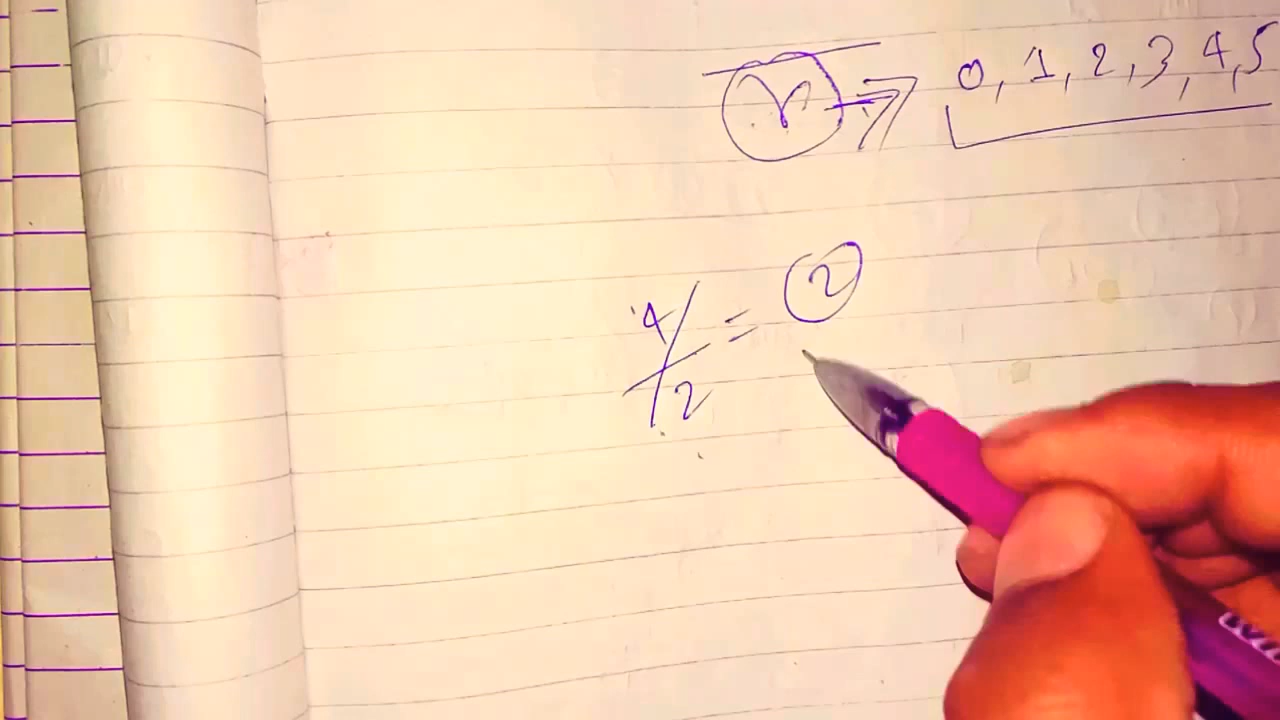 r ⇒ 0, 1, 2, 3, 4, 5
4/2 = 2